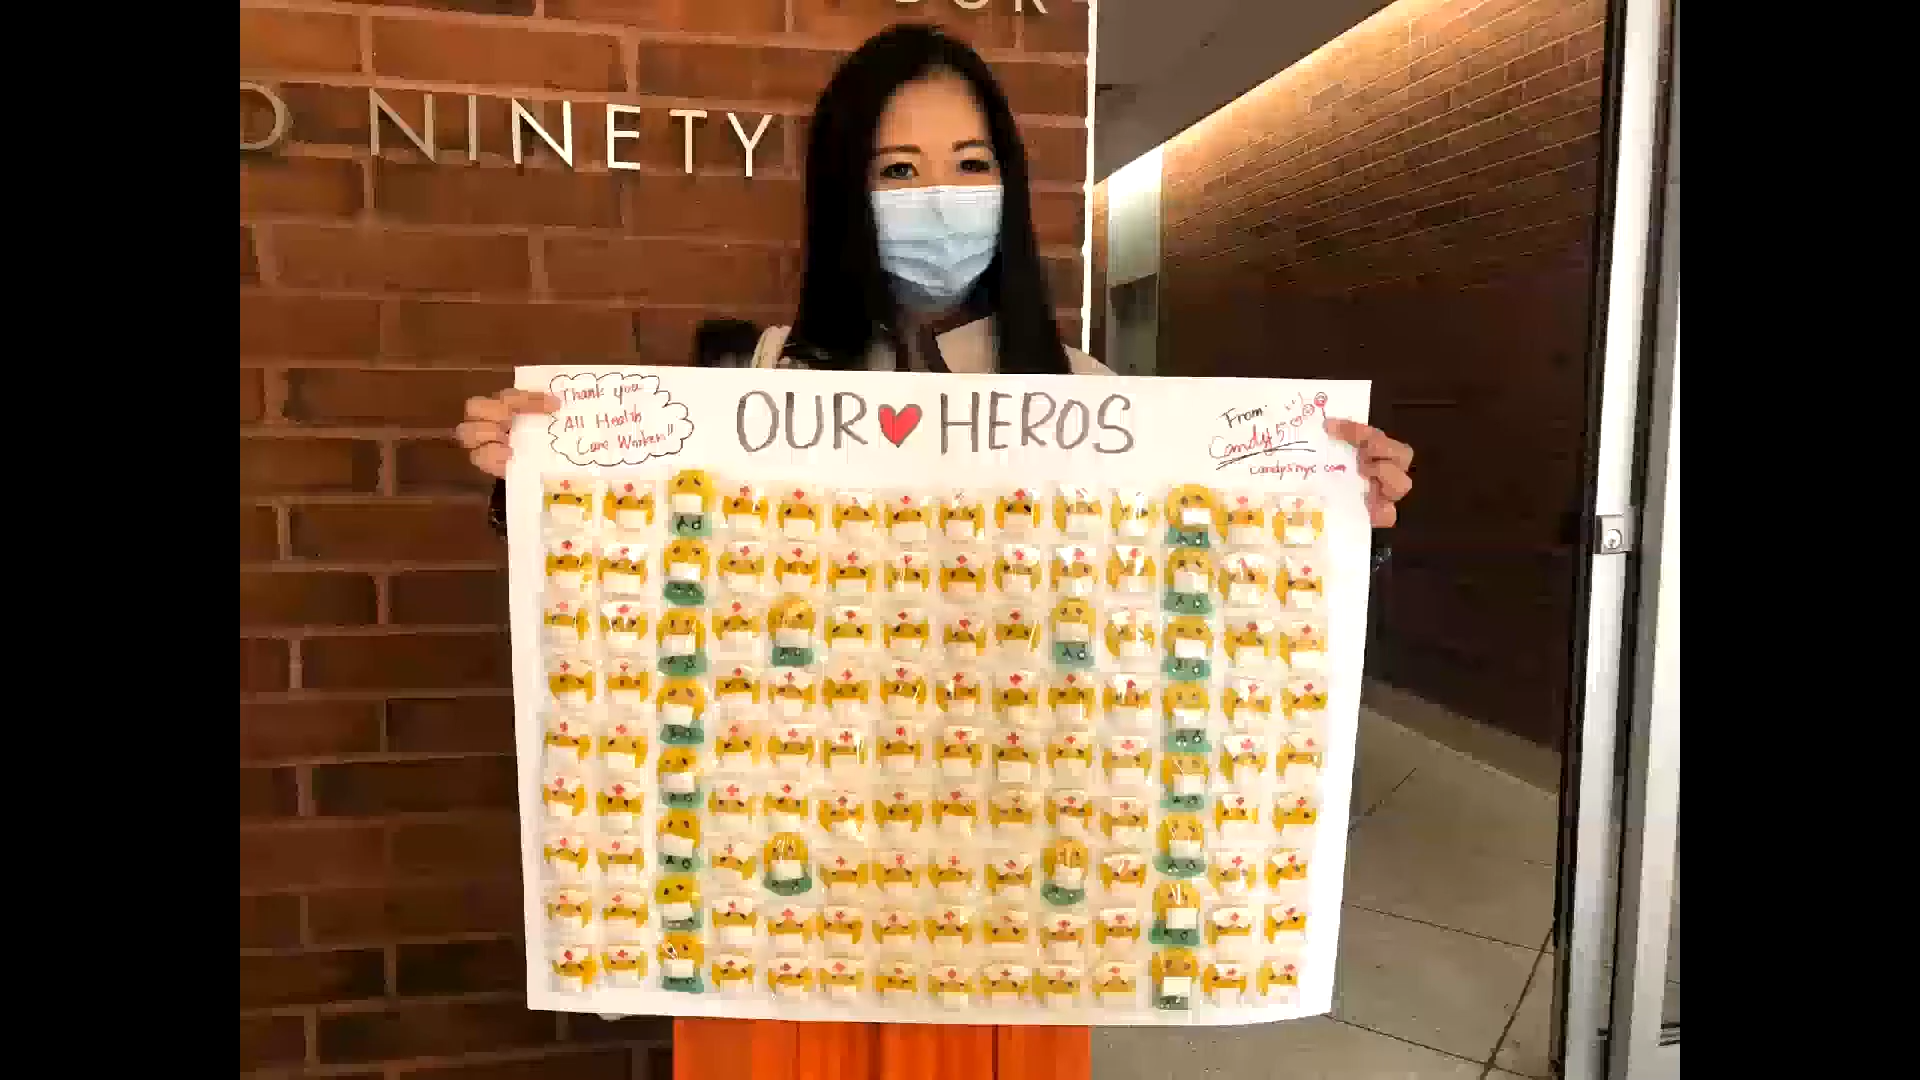 NINETY
Thank you
All Health
Care Workers!!
OUR HEROS
From:
Candy5
candy5nyc.com